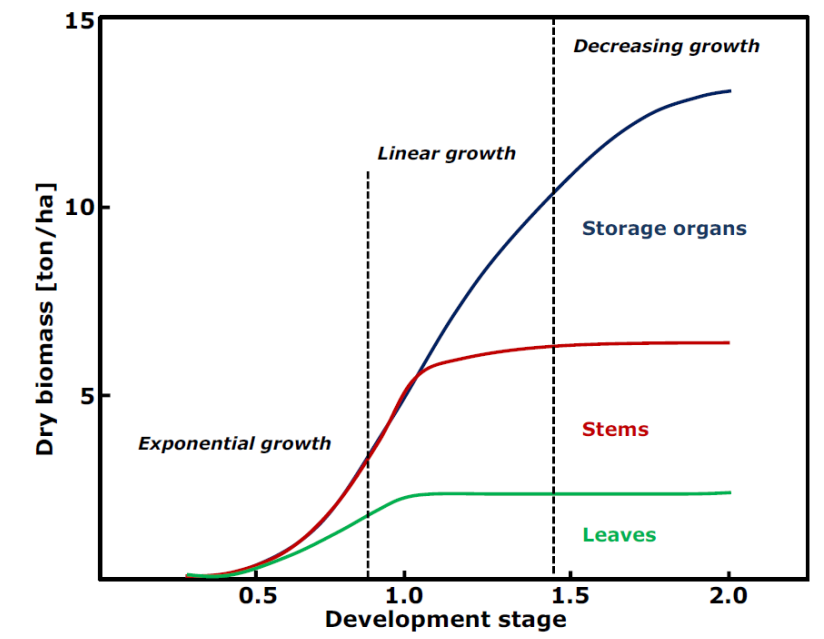 15
Decreasing growth
Linear growth
10
Storage organs
Dry biomass [ton/ha]
5
Exponential growth
Stems
Leaves
0.5
1.0
1.5
2.0
Development stage